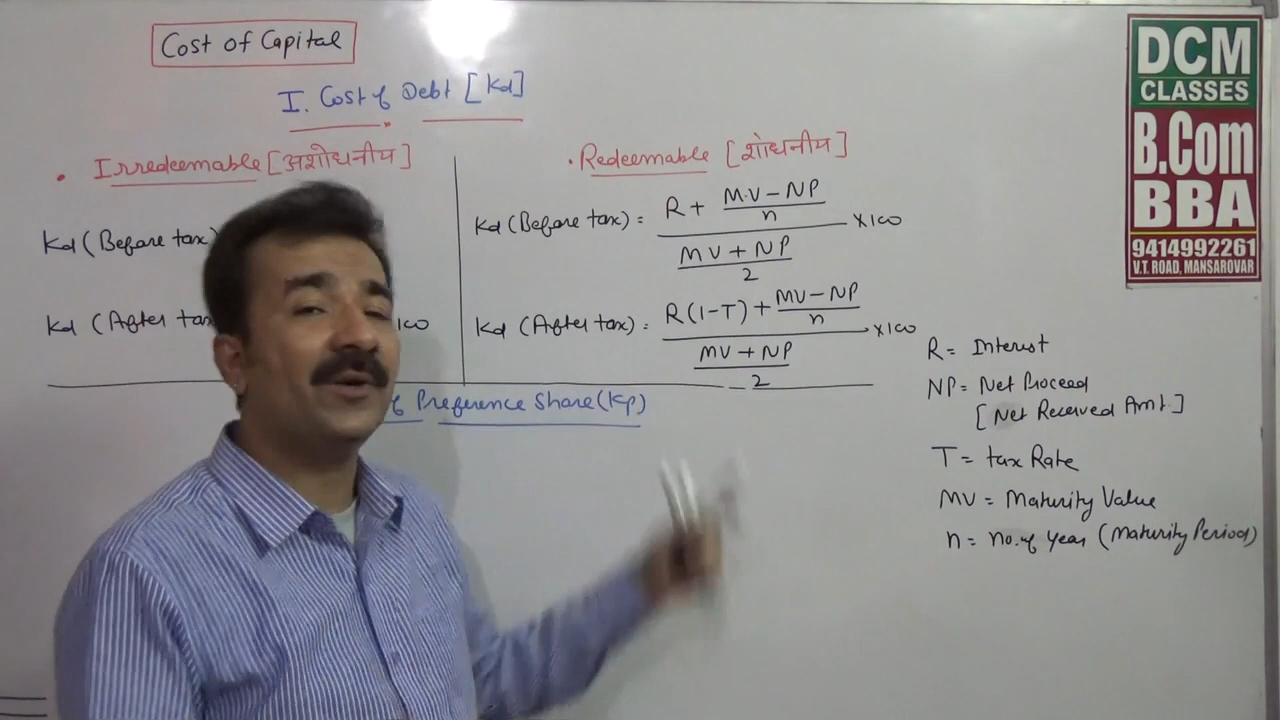 Cost of Capital
I. Cost of Debt [Kd]
• Irredeemable [अशोधनीय]
Kd (Before tax)
Kd (After tax
×100
• Redeemable [शोधनीय]
Kd (Before tax) = R + M.V – NP
n
MV + NP
2
×100
Kd (After tax) = R(1-T) + MV – NP
n
MV + NP
2
×100
of Preference Share (Kp)
R = Interest
NP = Net Proceed
[Net Received Amt.]
T = tax Rate
MV = Maturity Value
n = no. of year (Maturity Period)
DCM
CLASSES
B.Com
BBA
9414992261
V.T. ROAD, MANSAROVAR